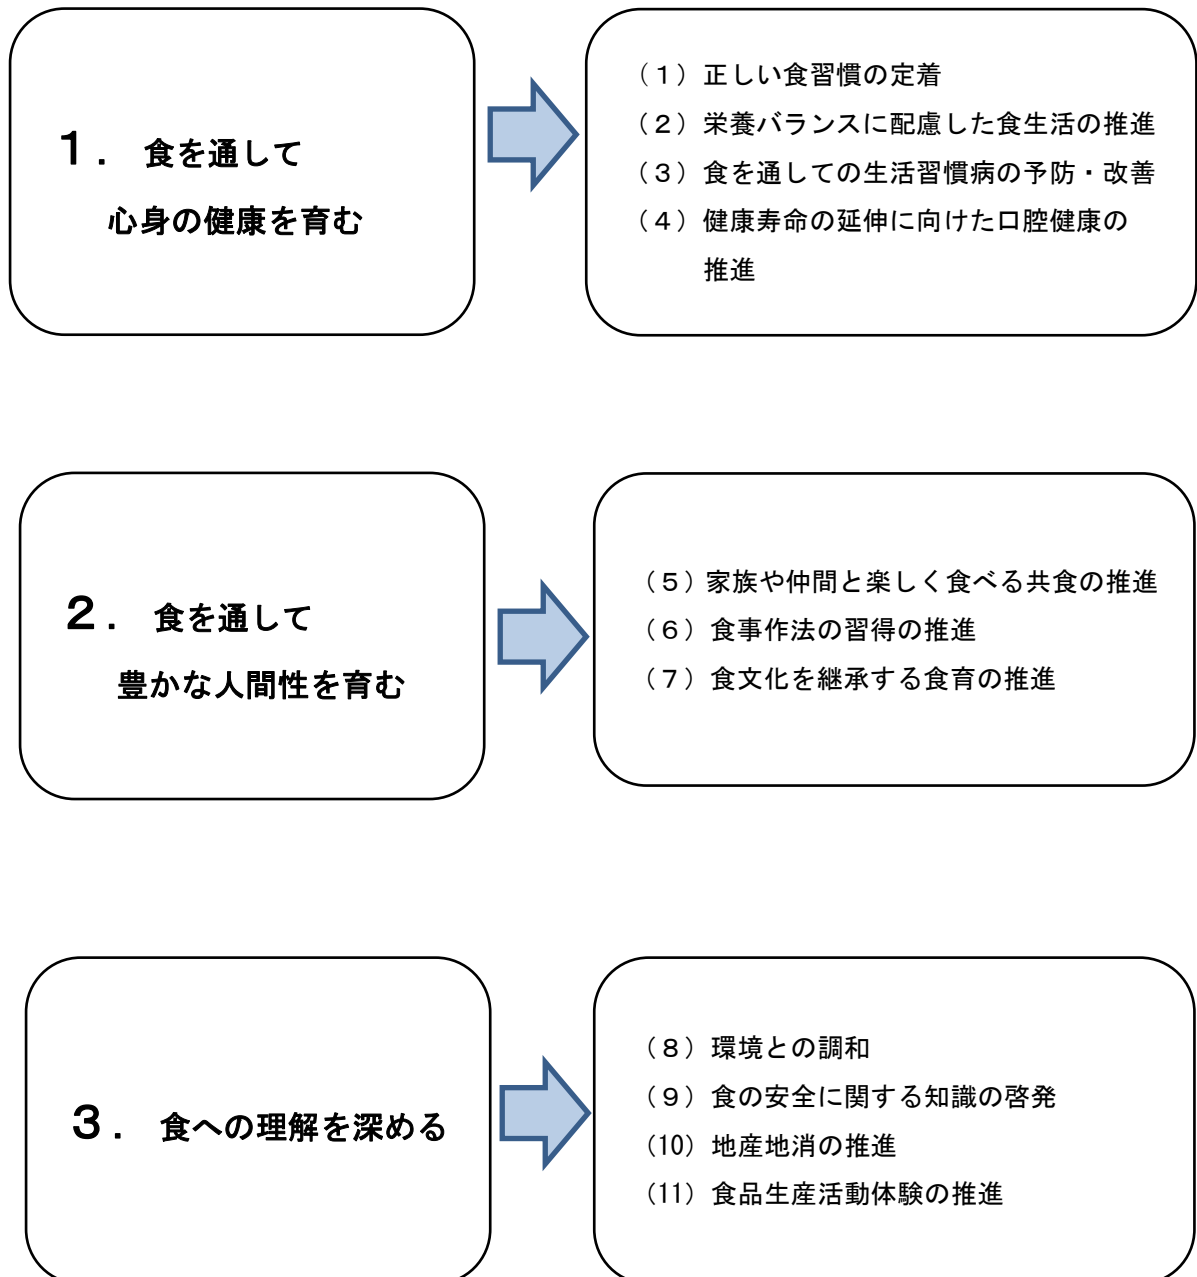 １．　食を通して
心身の健康を育む
（１）正しい食習慣の定着
（２）栄養バランスに配慮した食生活の推進
（３）食を通しての生活習慣病の予防・改善
（４）健康寿命の延伸に向けた口腔健康の
推進
２．　食を通して
豊かな人間性を育む
（５）家族や仲間と楽しく食べる共食の推進
（６）食事作法の習得の推進
（７）食文化を継承する食育の推進
３．　食への理解を深める
（８）環境との調和
（９）食の安全に関する知識の啓発
（10）地産地消の推進
（11）食品生産活動体験の推進